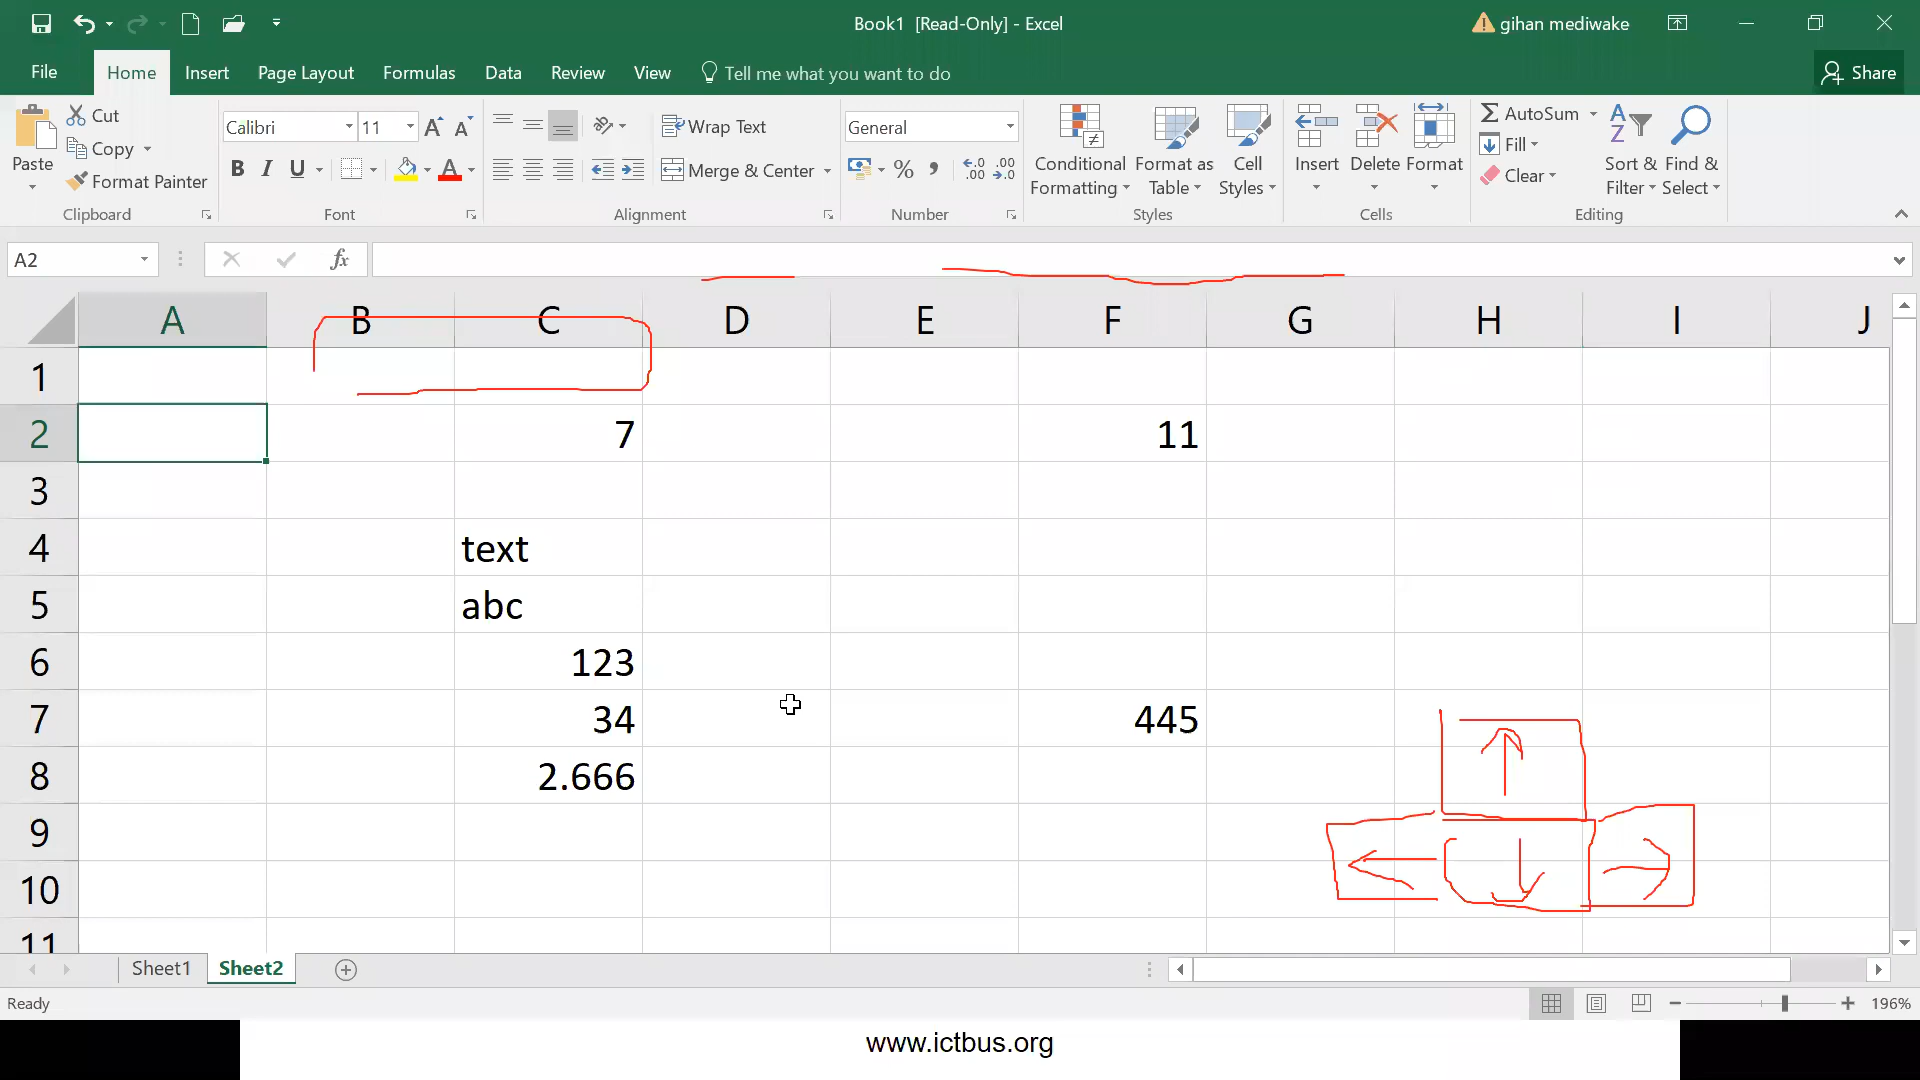 Book1 [Read-Only] - Excel
gihan mediwake
File Home Insert Page Layout Formulas Data Review View Tell me what you want to do
Share
Paste
Cut
Copy
Format Painter
Clipboard
Calibri 11
B I U
A
Font
Wrap Text
Merge & Center
Alignment
General
% , .00
Number
Conditional Formatting
Format as Table
Cell Styles
Styles
Insert Delete Format
Cells
AutoSum
Fill
Clear
Sort & Filter
Find & Select
Editing
A2
fx
A B C D E F G H I J
1
2 7 11
3
4 text
5 abc
6 123
7 34 445
8 2.666
9
10
11
Sheet1 Sheet2
Ready
196%
www.ictbus.org